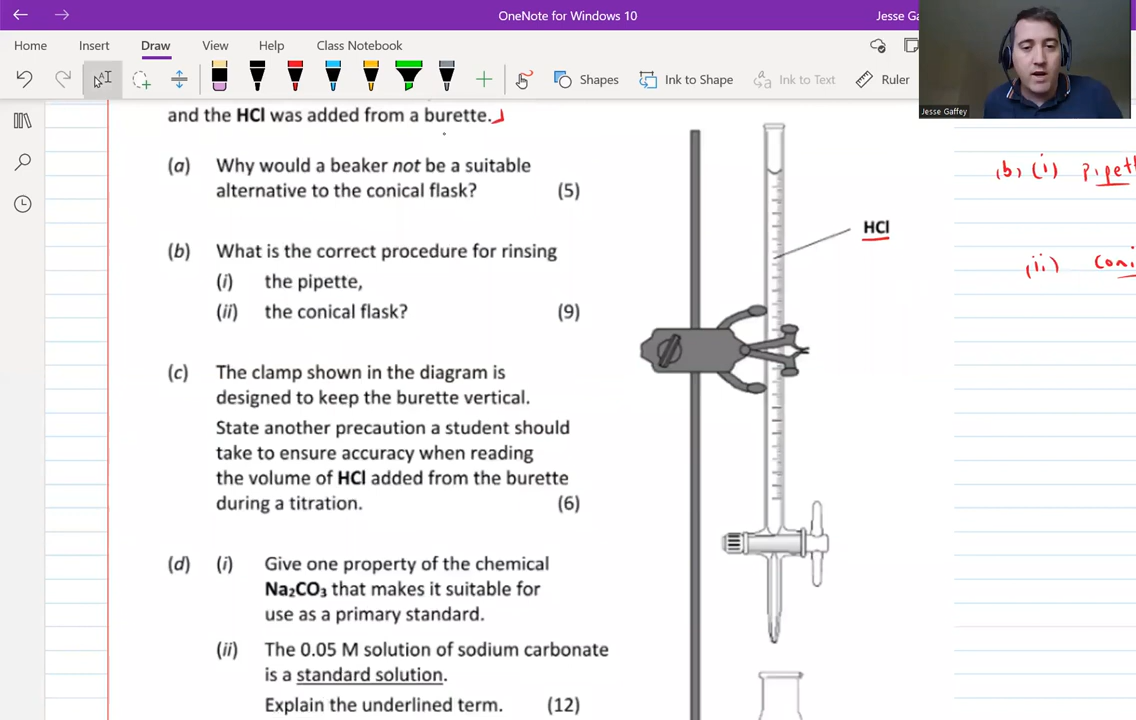 OneNote for Windows 10
Jesse Ga
Home Insert Draw View Help Class Notebook
Shapes Ink to Shape Ink to Text Ruler
Jesse Gaffey
and the HCl was added from a burette.
(a) Why would a beaker not be a suitable
alternative to the conical flask? (5)
(b) What is the correct procedure for rinsing
(i) the pipette,
(ii) the conical flask? (9)
(c) The clamp shown in the diagram is
designed to keep the burette vertical.
State another precaution a student should
take to ensure accuracy when reading
the volume of HCl added from the burette
during a titration. (6)
(d) (i) Give one property of the chemical
Na₂CO₃ that makes it suitable for
use as a primary standard.
(ii) The 0.05 M solution of sodium carbonate
is a standard solution.
Explain the underlined term. (12)
HCl
(b) (i) Pipett
(ii) Coni